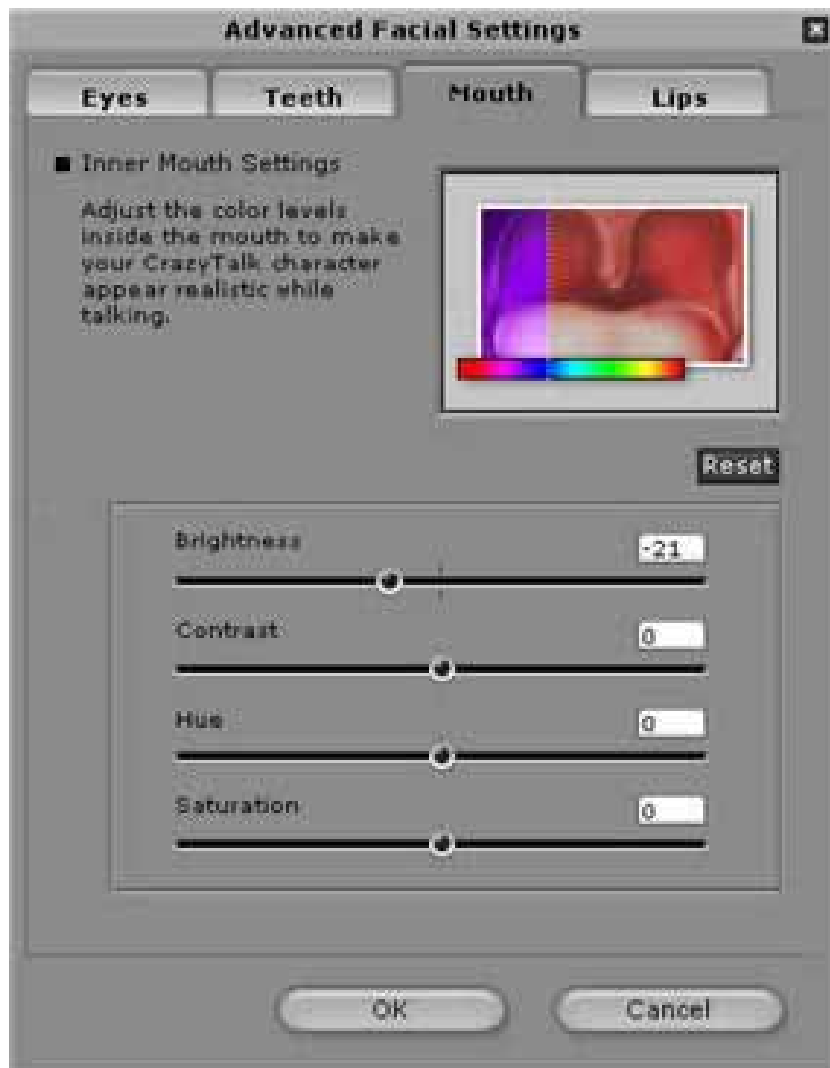 Advanced Facial Settings
Eyes Teeth Mouth Lips
Inner Mouth Settings
Adjust the color levels
inside the mouth to make
your CrazyTalk character
appear realistic while
talking.
Reset
Brightness -21
Contrast 0
Hue 0
Saturation 0
OK Cancel